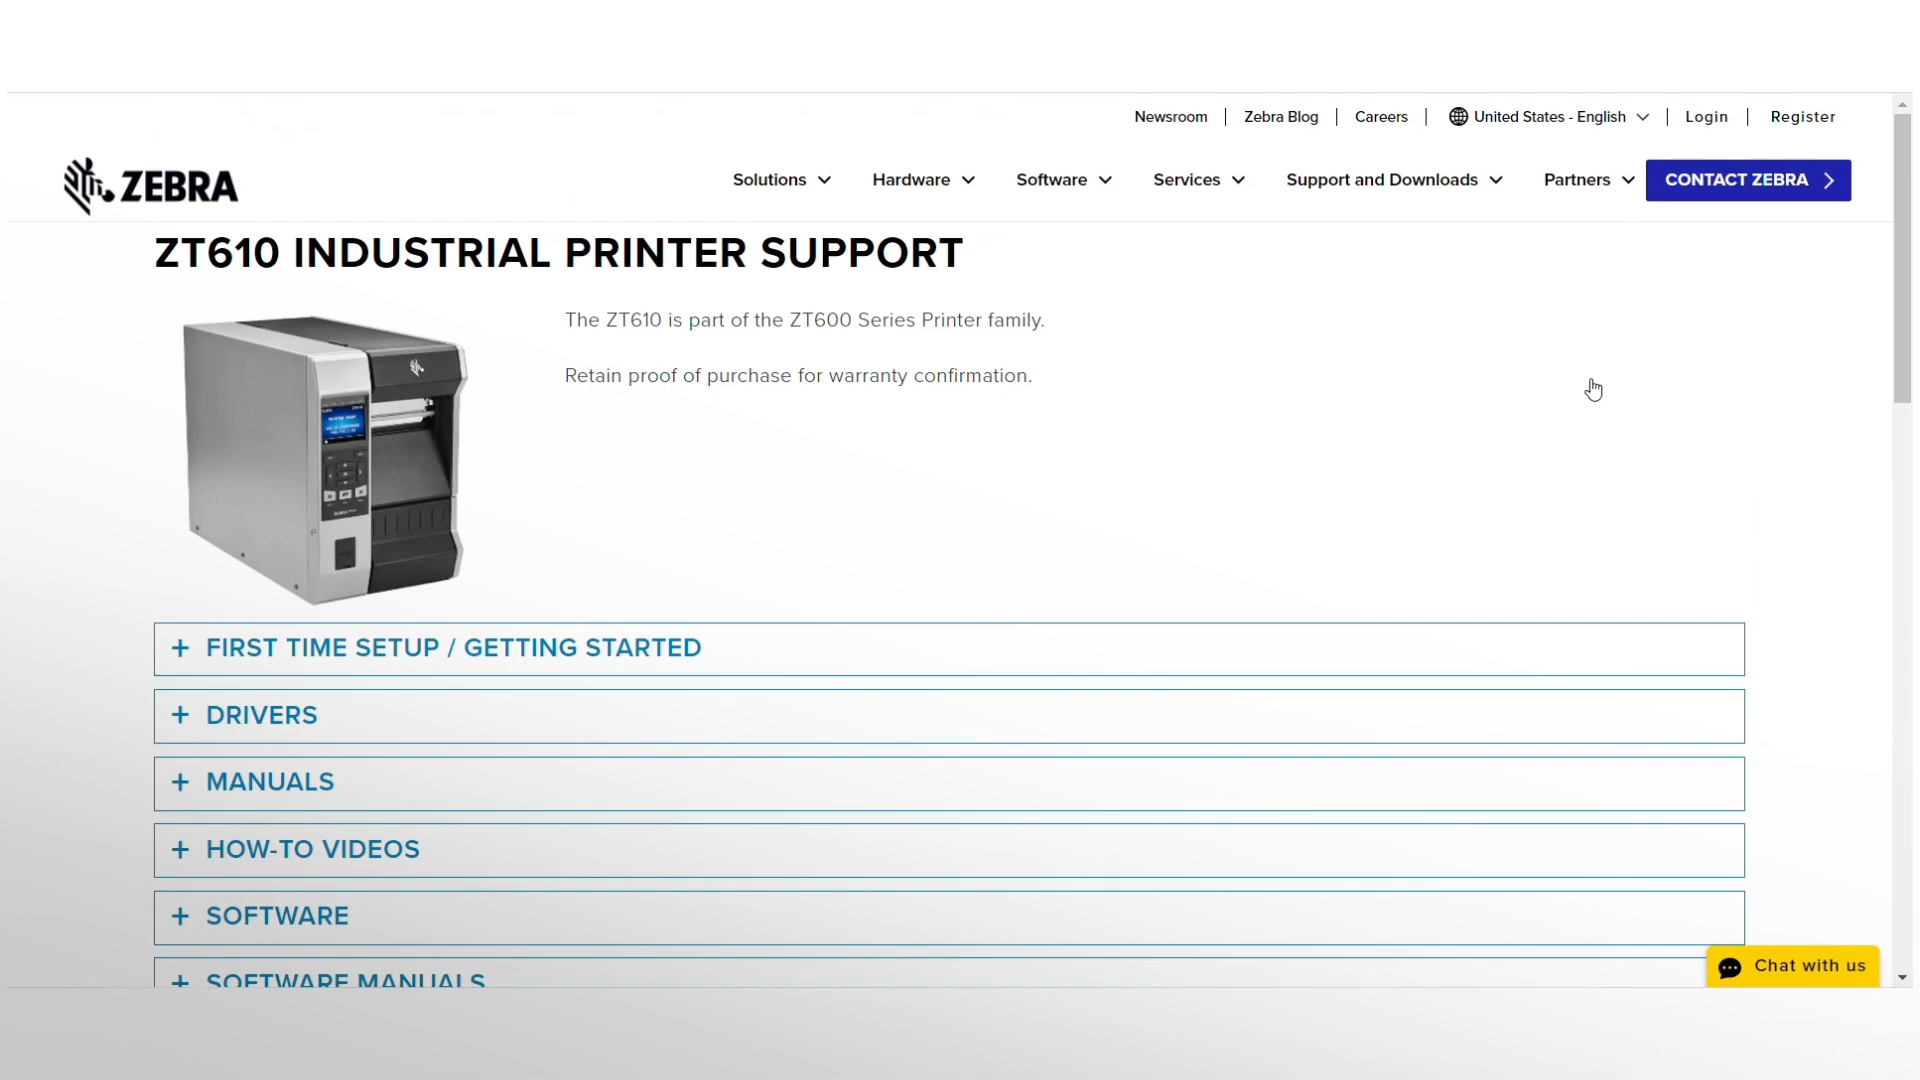 Newsroom | Zebra Blog | Careers | United States - English | Login | Register
ZEBRA
Solutions Hardware Software Services Support and Downloads Partners CONTACT ZEBRA
ZT610 INDUSTRIAL PRINTER SUPPORT
The ZT610 is part of the ZT600 Series Printer family.
Retain proof of purchase for warranty confirmation.
+ FIRST TIME SETUP / GETTING STARTED
+ DRIVERS
+ MANUALS
+ HOW-TO VIDEOS
+ SOFTWARE
+ SOFTWARE MANUALS
Chat with us